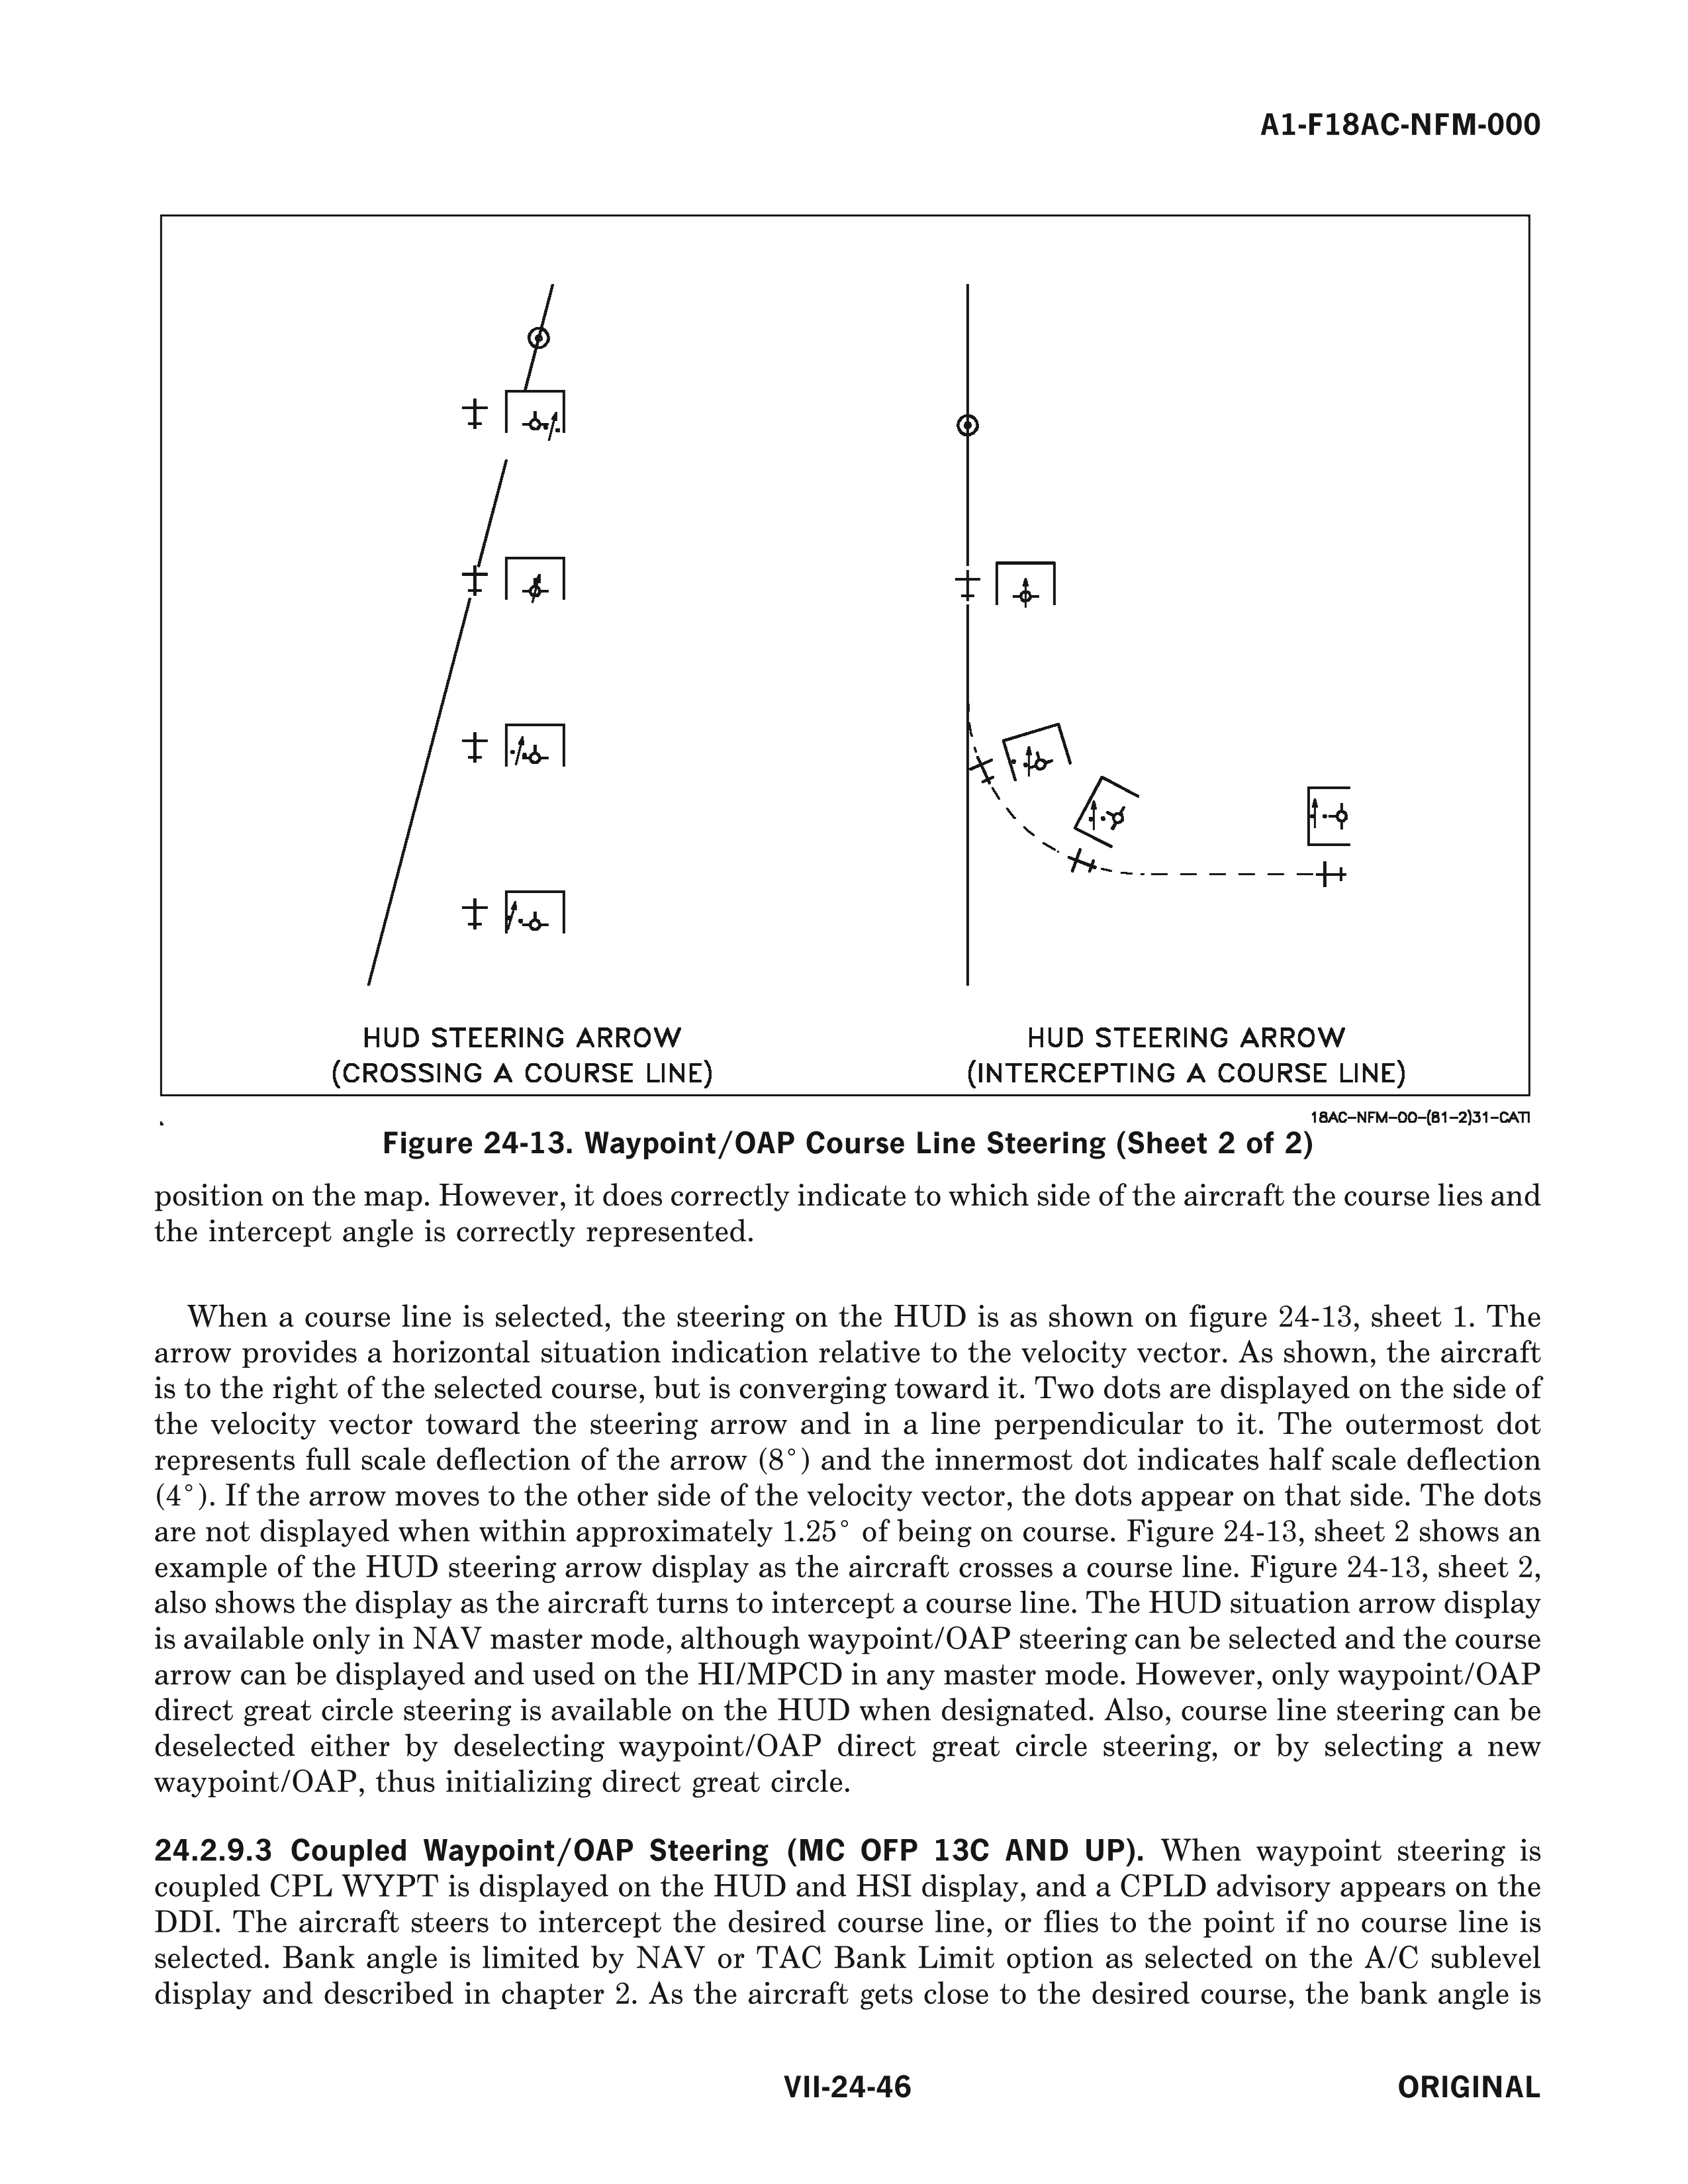 A1-F18AC-NFM-000
HUD STEERING ARROW
(CROSSING A COURSE LINE)
HUD STEERING ARROW
(INTERCEPTING A COURSE LINE)
18AC-NFM-00-(81-2)31-CATI
Figure 24-13. Waypoint/OAP Course Line Steering (Sheet 2 of 2)
position on the map. However, it does correctly indicate to which side of the aircraft the course lies and
the intercept angle is correctly represented.
When a course line is selected, the steering on the HUD is as shown on figure 24-13, sheet 1. The
arrow provides a horizontal situation indication relative to the velocity vector. As shown, the aircraft
is to the right of the selected course, but is converging toward it. Two dots are displayed on the side of
the velocity vector toward the steering arrow and in a line perpendicular to it. The outermost dot
represents full scale deflection of the arrow (8°) and the innermost dot indicates half scale deflection
(4°). If the arrow moves to the other side of the velocity vector, the dots appear on that side. The dots
are not displayed when within approximately 1.25° of being on course. Figure 24-13, sheet 2 shows an
example of the HUD steering arrow display as the aircraft crosses a course line. Figure 24-13, sheet 2,
also shows the display as the aircraft turns to intercept a course line. The HUD situation arrow display
is available only in NAV master mode, although waypoint/OAP steering can be selected and the course
arrow can be displayed and used on the HI/MPCD in any master mode. However, only waypoint/OAP
direct great circle steering is available on the HUD when designated. Also, course line steering can be
deselected either by deselecting waypoint/OAP direct great circle steering, or by selecting a new
waypoint/OAP, thus initializing direct great circle.
24.2.9.3 Coupled Waypoint/OAP Steering (MC OFP 13C AND UP). When waypoint steering is
coupled CPL WYPT is displayed on the HUD and HSI display, and a CPLD advisory appears on the
DDI. The aircraft steers to intercept the desired course line, or flies to the point if no course line is
selected. Bank angle is limited by NAV or TAC Bank Limit option as selected on the A/C sublevel
display and described in chapter 2. As the aircraft gets close to the desired course, the bank angle is
VII-24-46
ORIGINAL